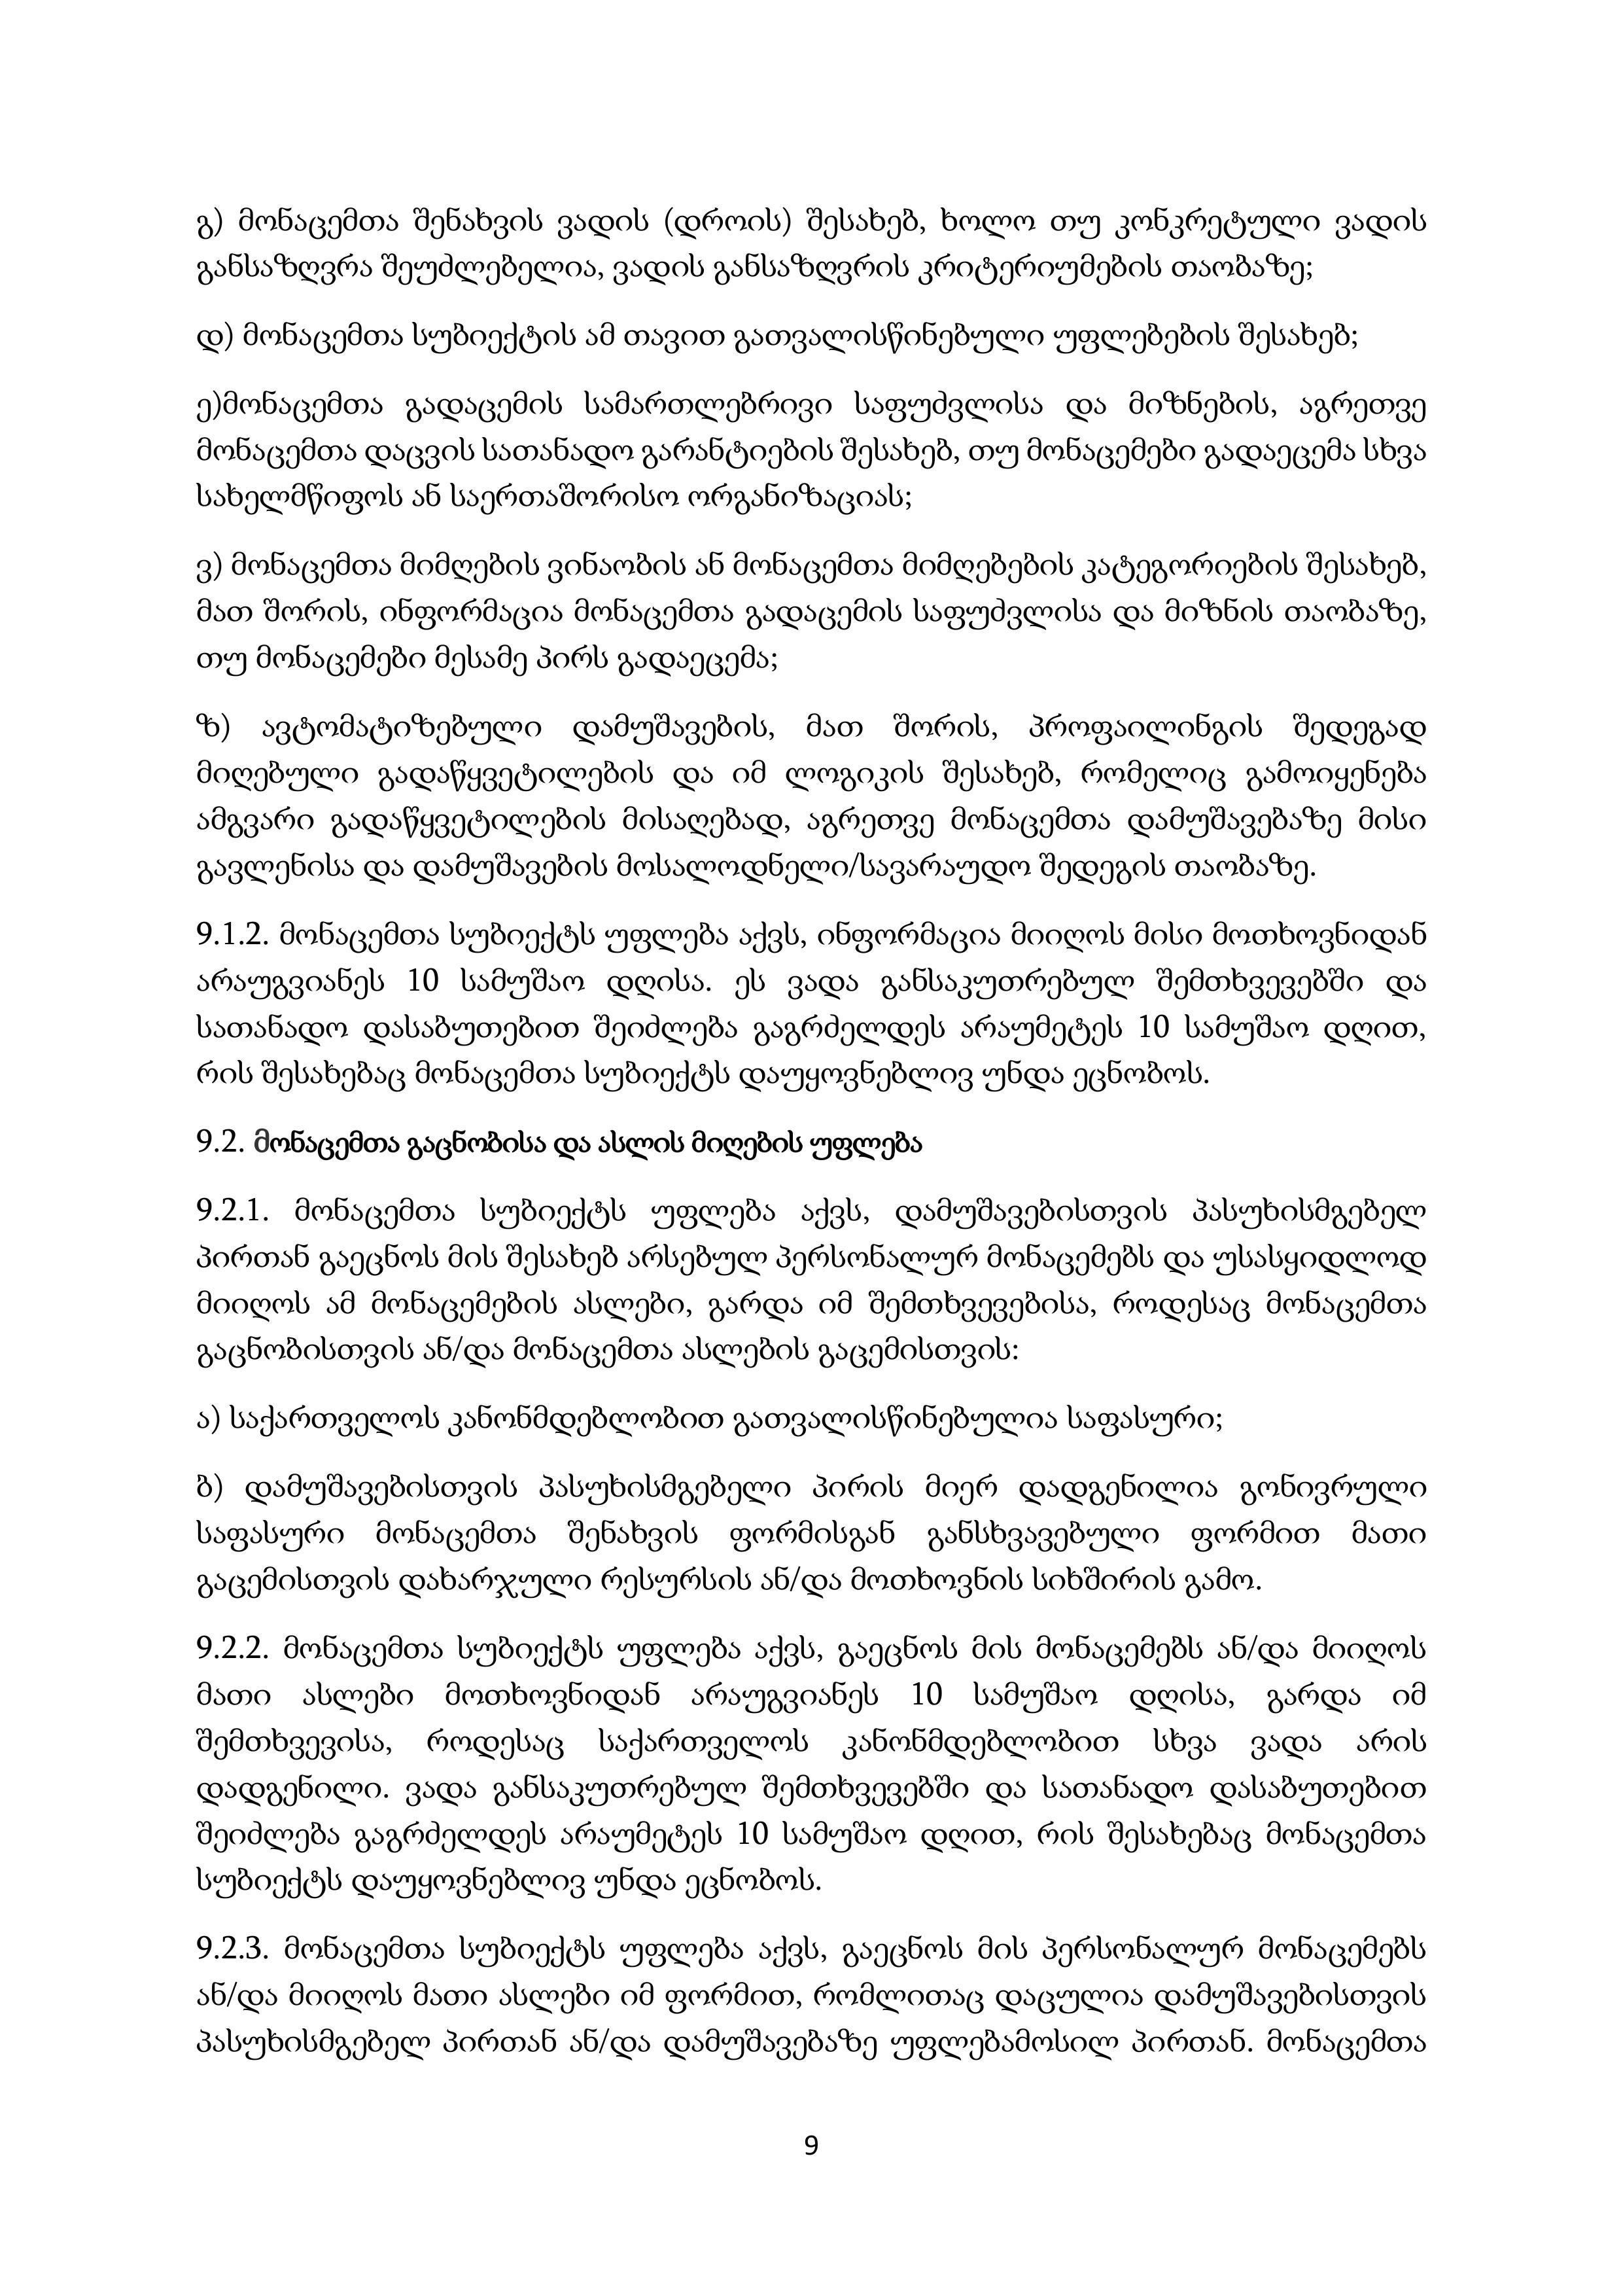 გ) მონაცემთა შენახვის ვადის (დროის) შესახებ, ხოლო თუ კონკრეტული ვადის
განსაზღვრა შეუძლებელია, ვადის განსაზღვრის კრიტერიუმების თაობაზე;
დ) მონაცემთა სუბიექტის ამ თავით გათვალისწინებული უფლებების შესახებ;
ე)მონაცემთა გადაცემის სამართლებრივი საფუძვლისა და მიზნების, აგრეთვე
მონაცემთა დაცვის სათანადო გარანტიების შესახებ, თუ მონაცემები გადაეცემა სხვა
სახელმწიფოს ან საერთაშორისო ორგანიზაციას;
ვ) მონაცემთა მიმღების ვინაობის ან მონაცემთა მიმღებების კატეგორიების შესახებ,
მათ შორის, ინფორმაცია მონაცემთა გადაცემის საფუძვლისა და მიზნის თაობაზე,
თუ მონაცემები მესამე პირს გადაეცემა;
ზ) ავტომატიზებული დამუშავების, მათ შორის, პროფაილინგის შედეგად
მიღებული გადაწყვეტილების და იმ ლოგიკის შესახებ, რომელიც გამოიყენება
ამგვარი გადაწყვეტილების მისაღებად, აგრეთვე მონაცემთა დამუშავებაზე მისი
გავლენისა და დამუშავების მოსალოდნელი/სავარაუდო შედეგის თაობაზე.
9.1.2. მონაცემთა სუბიექტს უფლება აქვს, ინფორმაცია მიიღოს მისი მოთხოვნიდან
არაუგვიანეს 10 სამუშაო დღისა. ეს ვადა განსაკუთრებულ შემთხვევებში და
სათანადო დასაბუთებით შეიძლება გაგრძელდეს არაუმეტეს 10 სამუშაო დღით,
რის შესახებაც მონაცემთა სუბიექტს დაუყოვნებლივ უნდა ეცნობოს.
9.2. მონაცემთა გაცნობისა და ასლის მიღების უფლება
9.2.1. მონაცემთა სუბიექტს უფლება აქვს, დამუშავებისთვის პასუხისმგებელ
პირთან გაეცნოს მის შესახებ არსებულ პერსონალურ მონაცემებს და უსასყიდლოდ
მიიღოს ამ მონაცემების ასლები, გარდა იმ შემთხვევებისა, როდესაც მონაცემთა
გაცნობისთვის ან/და მონაცემთა ასლების გაცემისთვის:
ა) საქართველოს კანონმდებლობით გათვალისწინებულია საფასური;
ბ) დამუშავებისთვის პასუხისმგებელი პირის მიერ დადგენილია გონივრული
საფასური მონაცემთა შენახვის ფორმისგან განსხვავებული ფორმით მათი
გაცემისთვის დახარჯული რესურსის ან/და მოთხოვნის სიხშირის გამო.
9.2.2. მონაცემთა სუბიექტს უფლება აქვს, გაეცნოს მის მონაცემებს ან/და მიიღოს
მათი ასლები მოთხოვნიდან არაუგვიანეს 10 სამუშაო დღისა, გარდა იმ
შემთხვევისა, როდესაც საქართველოს კანონმდებლობით სხვა ვადა არის
დადგენილი. ვადა განსაკუთრებულ შემთხვევებში და სათანადო დასაბუთებით
შეიძლება გაგრძელდეს არაუმეტეს 10 სამუშაო დღით, რის შესახებაც მონაცემთა
სუბიექტს დაუყოვნებლივ უნდა ეცნობოს.
9.2.3. მონაცემთა სუბიექტს უფლება აქვს, გაეცნოს მის პერსონალურ მონაცემებს
ან/და მიიღოს მათი ასლები იმ ფორმით, რომლითაც დაცულია დამუშავებისთვის
პასუხისმგებელ პირთან ან/და დამუშავებაზე უფლებამოსილ პირთან. მონაცემთა
9